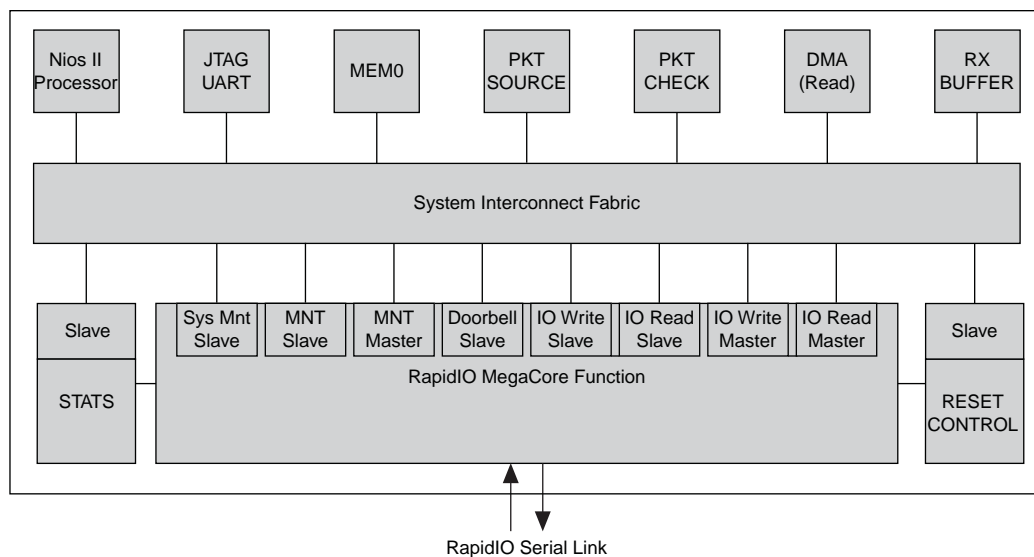 Nios II
Processor
JTAG
UART
MEM0
PKT
SOURCE
PKT
CHECK
DMA
(Read)
RX
BUFFER
System Interconnect Fabric
Slave
Sys Mnt
Slave
MNT
Slave
MNT
Master
Doorbell
Slave
IO Write
Slave
IO Read
Slave
IO Write
Master
IO Read
Master
Slave
RapidIO MegaCore Function
STATS
RESET
CONTROL
RapidIO Serial Link